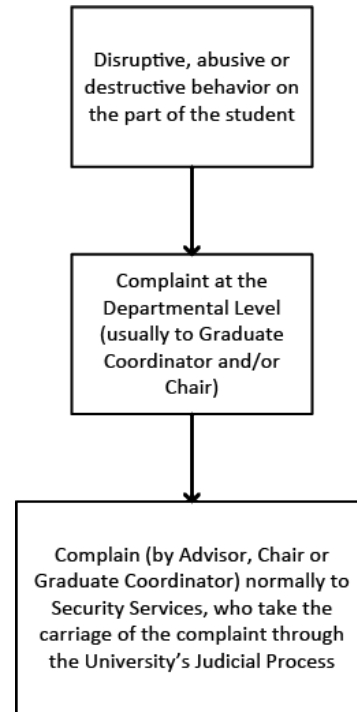 Disruptive, abusive or
destructive behavior on
the part of the student
Complaint at the
Departmental Level
(usually to Graduate
Coordinator and/or
Chair)
Complain (by Advisor, Chair or
Graduate Coordinator) normally to
Security Services, who take the
carriage of the complaint through
the University's Judicial Process